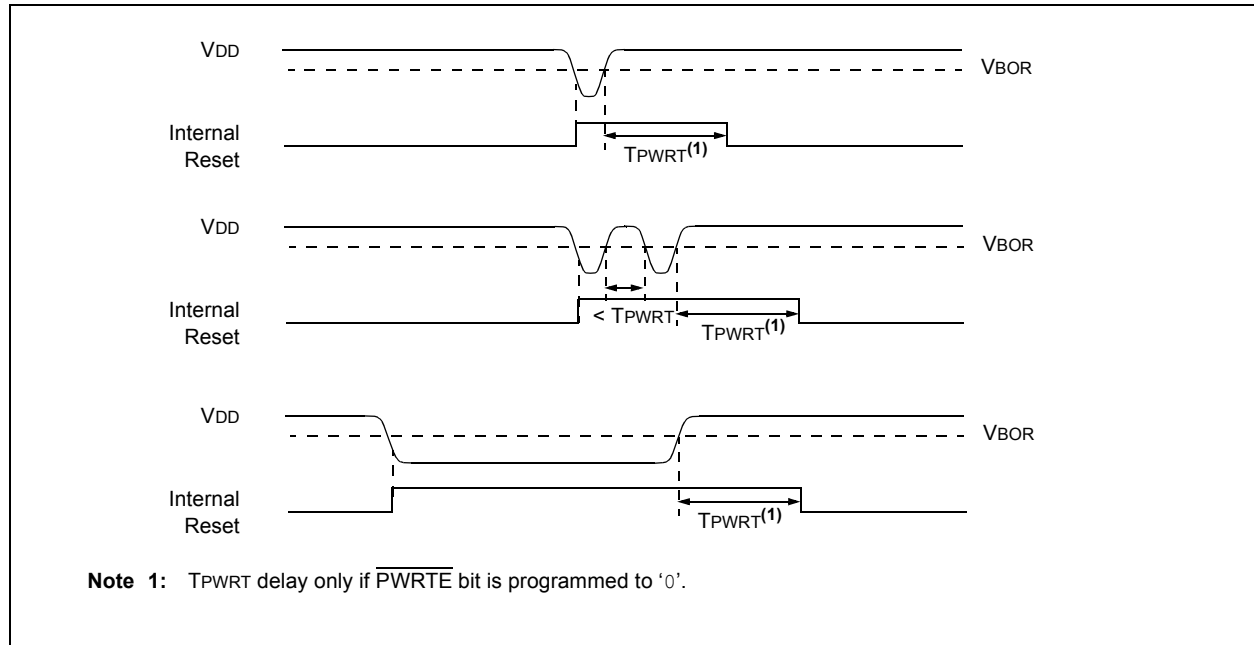 VDD
VBOR
Internal
Reset
TPWRT(1)
VDD
VBOR
Internal
Reset
< TPWRT
TPWRT(1)
VDD
VBOR
Internal
Reset
TPWRT(1)
Note 1: TPWRT delay only if PWRTE bit is programmed to ‘0’.